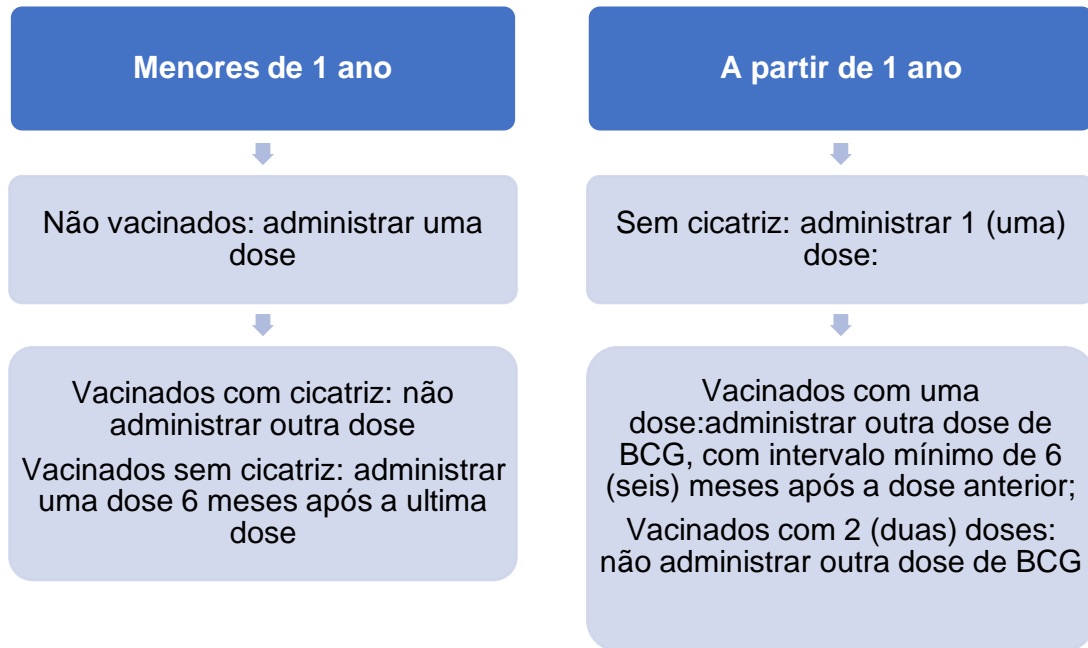 Menores de 1 ano
Não vacinados: administrar uma
dose
Vacinados com cicatriz: não
administrar outra dose
Vacinados sem cicatriz: administrar
uma dose 6 meses após a ultima
dose
A partir de 1 ano
Sem cicatriz: administrar 1 (uma)
dose:
Vacinados com uma
dose:administrar outra dose de
BCG, com intervalo mínimo de 6
(seis) meses após a dose anterior;
Vacinados com 2 (duas) doses:
não administrar outra dose de BCG